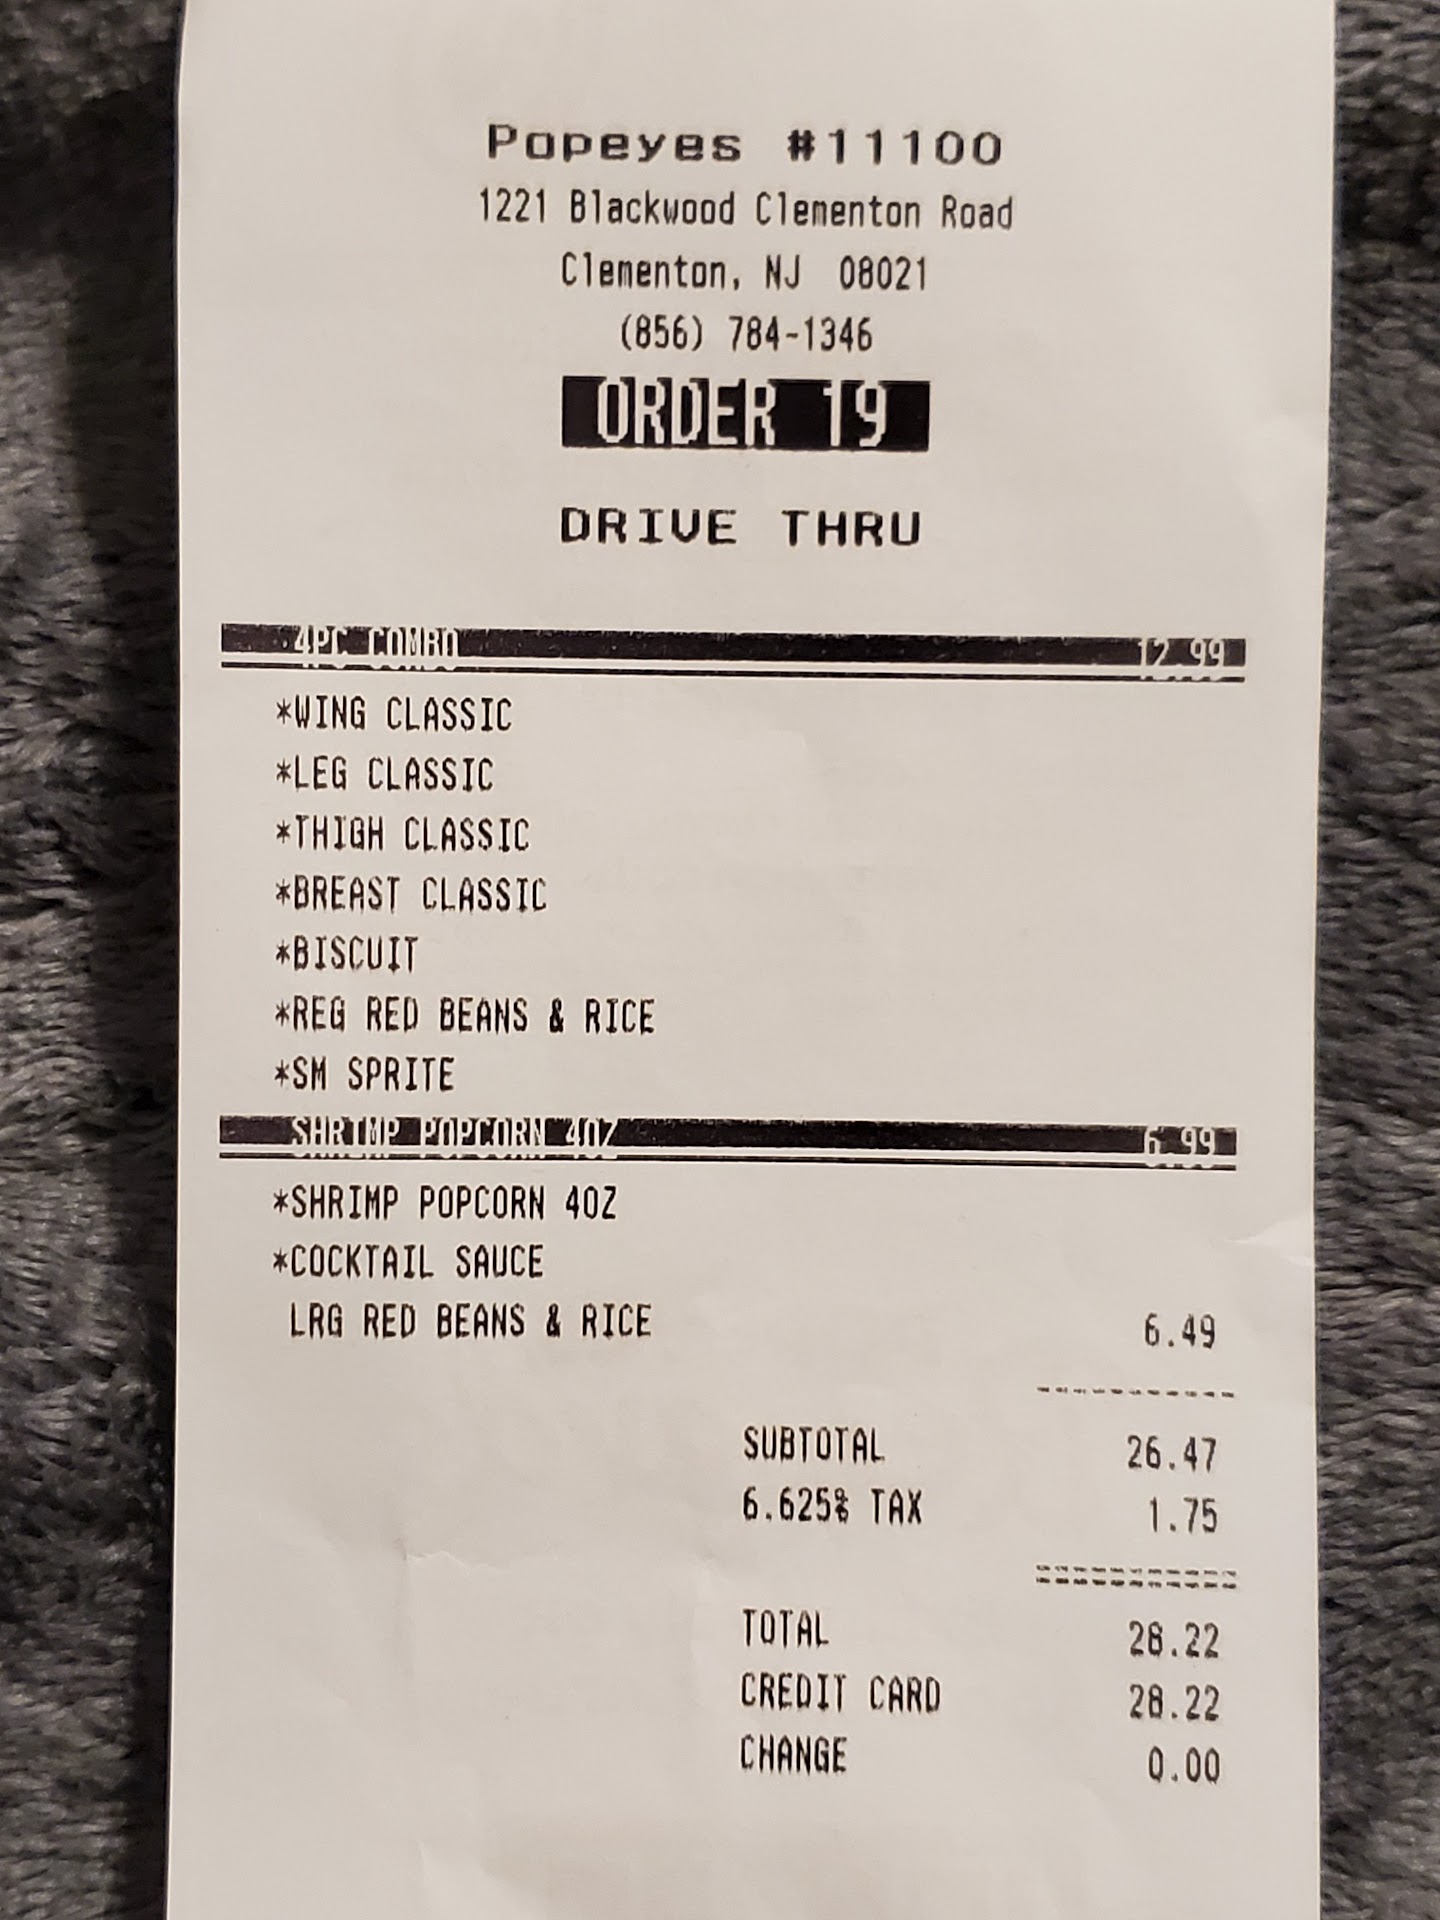 Popeyes #11100
1221 Blackwood Clementon Road
Clementon, NJ 08021
(856) 784-1346
ORDER 19
DRIVE THRU
4PC COMBO 12.99
*WING CLASSIC
*LEG CLASSIC
*THIGH CLASSIC
*BREAST CLASSIC
*BISCUIT
*REG RED BEANS & RICE
*SM SPRITE
SHRIMP POPCORN 4OZ 6.99
*SHRIMP POPCORN 4OZ
*COCKTAIL SAUCE
LRG RED BEANS & RICE 6.49
SUBTOTAL 26.47
6.625% TAX 1.75
TOTAL 28.22
CREDIT CARD 28.22
CHANGE 0.00